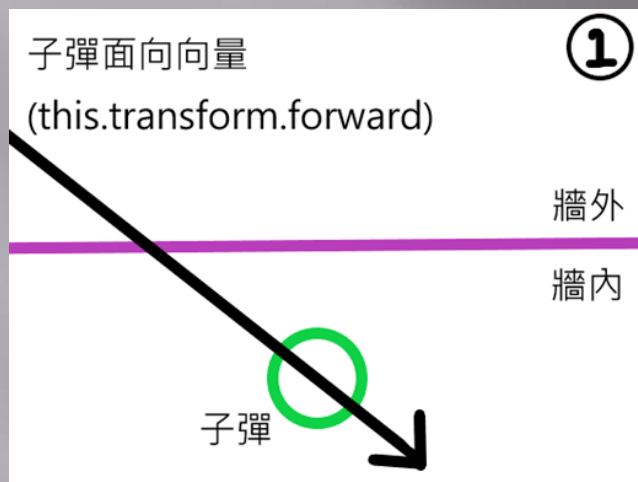 子彈面向向量
①
(this.transform.forward)
牆外
牆內
子彈